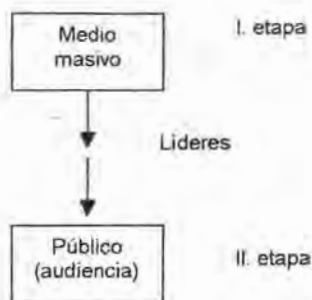 Medio
masivo
I. etapa
Lideres
Público
(audiencia)
II. etapa